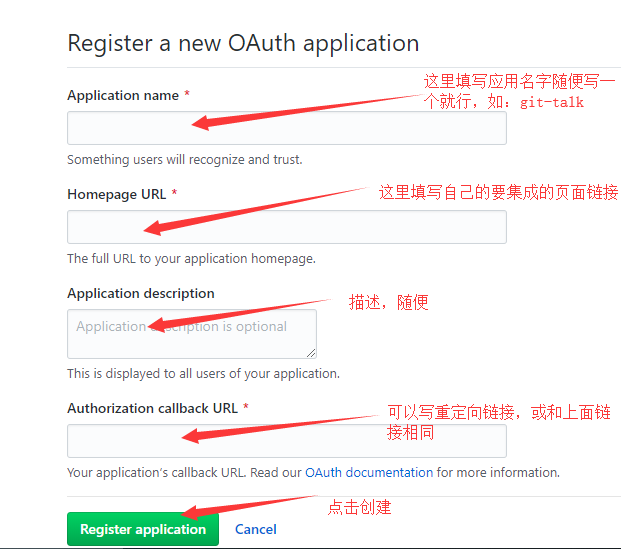 Register a new OAuth application
这里填写应用名字随便写一
个就行，如：git-talk
Application name *
Something users will recognize and trust.
Homepage URL *
这里填写自己的要集成的页面链接
The full URL to your application homepage.
Application description
描述，随便
Application description is optional
This is displayed to all users of your application.
Authorization callback URL *
可以写重定向链接，或和上面链
接相同
Your application's callback URL. Read our OAuth documentation for more information.
点击创建
Register application Cancel